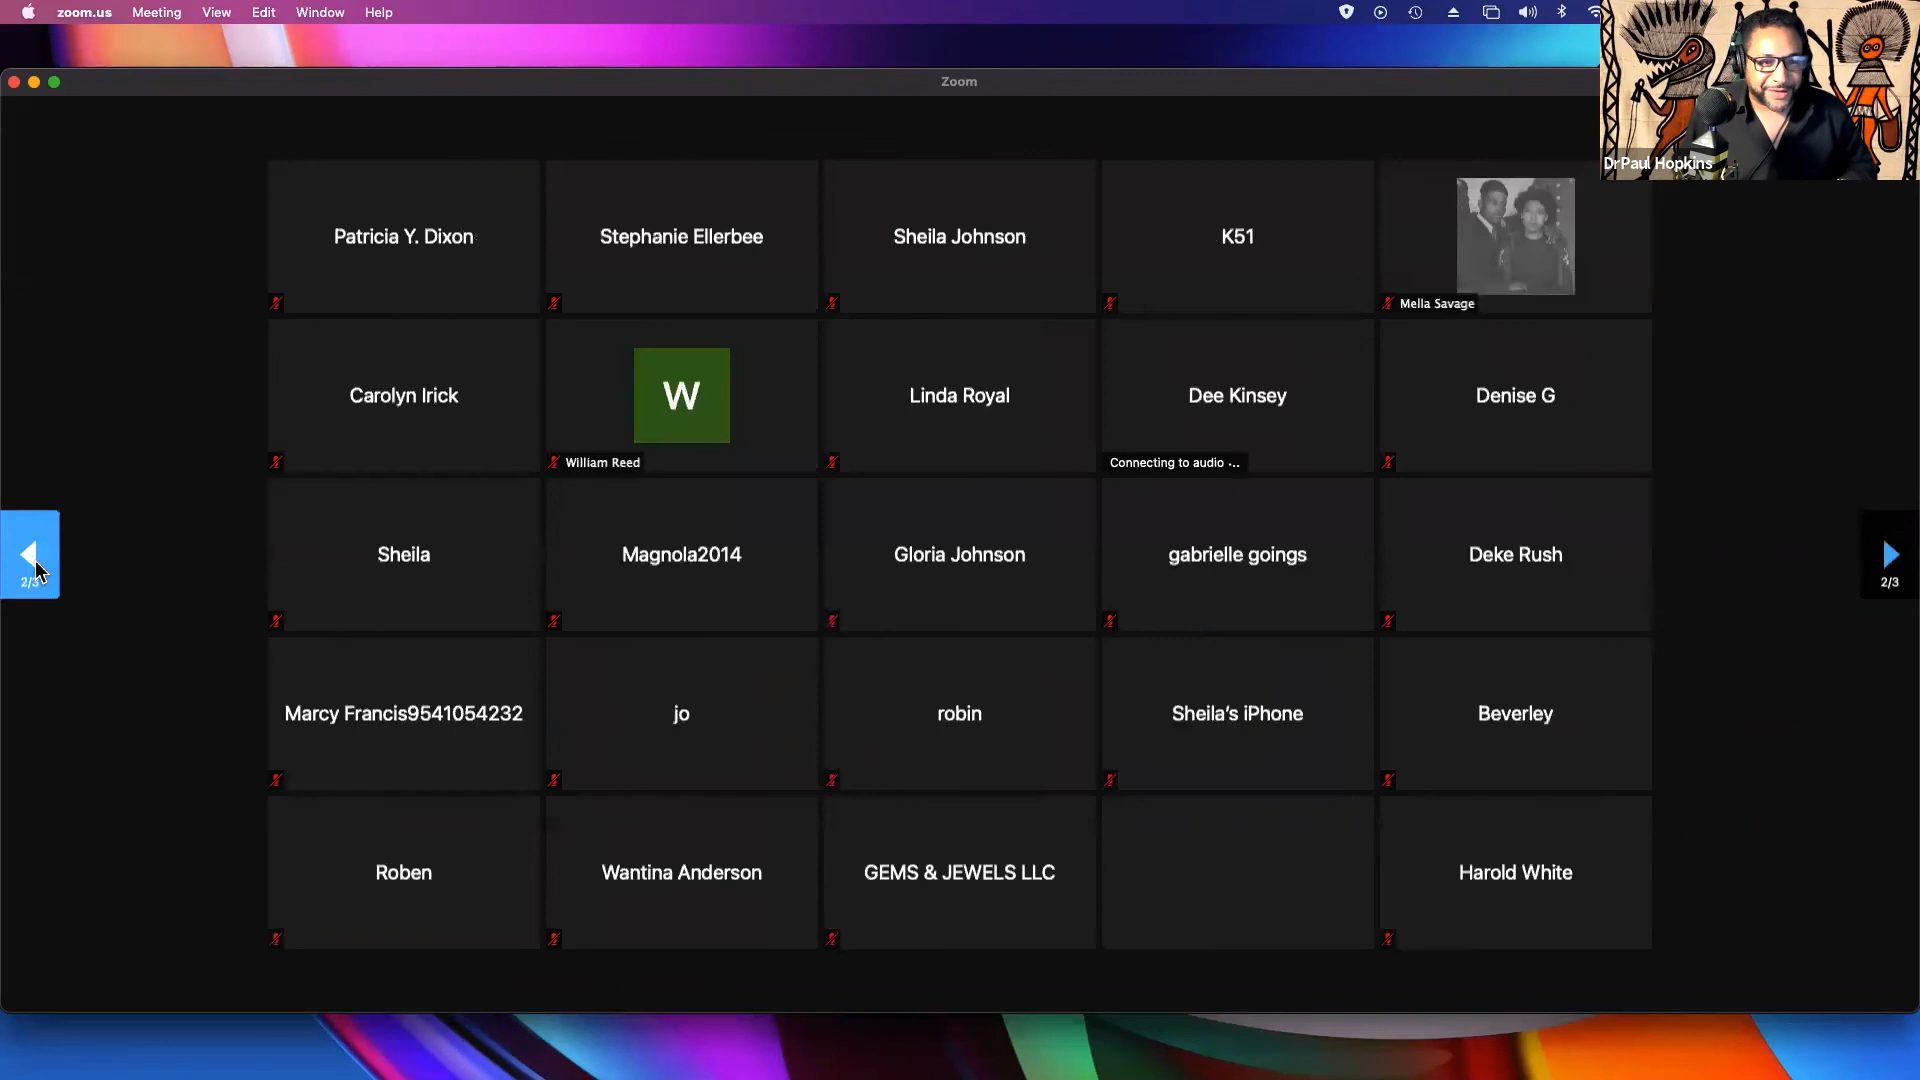 zoom.us Meeting View Edit Window Help
Zoom
DrPaul Hopkins
Patricia Y. Dixon
Stephanie Ellerbee
Sheila Johnson
K51
Mella Savage
Carolyn Irick
W
William Reed
Linda Royal
Dee Kinsey
Connecting to audio ·...
Denise G
Sheila
Magnola2014
Gloria Johnson
gabrielle goings
Deke Rush
2/3
2/3
Marcy Francis9541054232
jo
robin
Sheila’s iPhone
Beverley
Roben
Wantina Anderson
GEMS & JEWELS LLC
Harold White